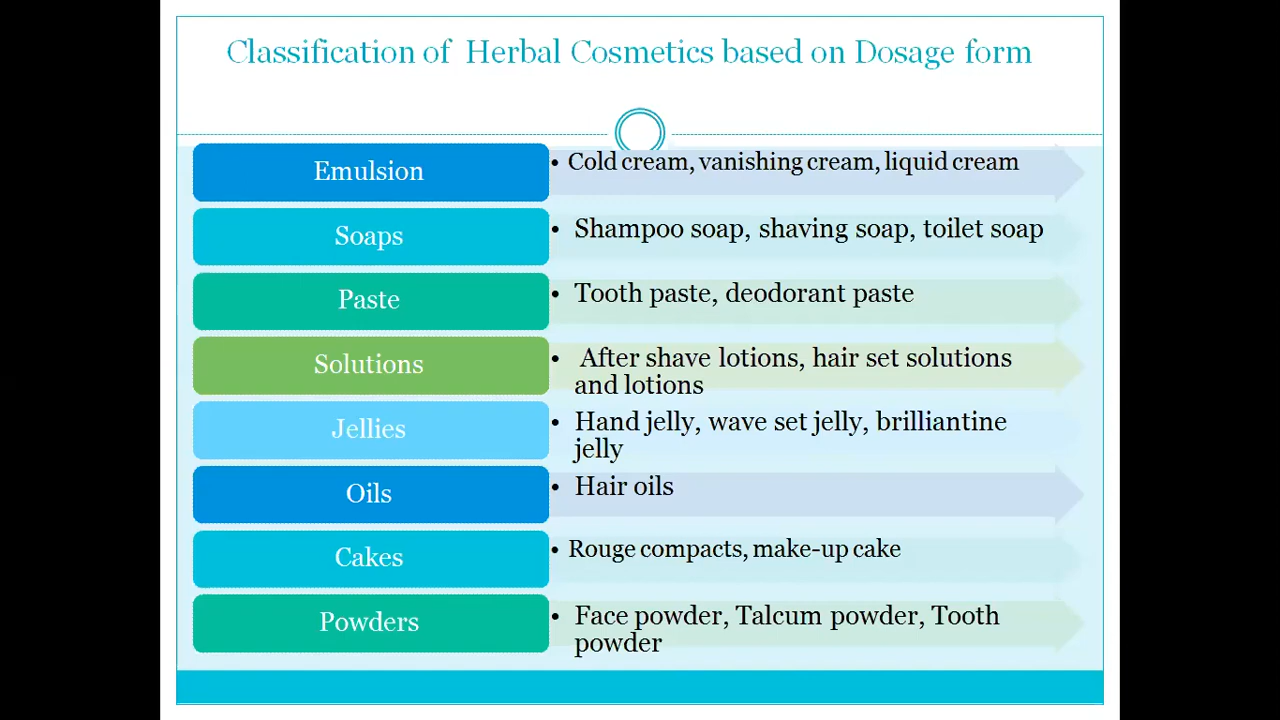 Classification of Herbal Cosmetics based on Dosage form
Emulsion
• Cold cream, vanishing cream, liquid cream
Soaps
• Shampoo soap, shaving soap, toilet soap
Paste
• Tooth paste, deodorant paste
Solutions
• After shave lotions, hair set solutions
and lotions
Jellies
• Hand jelly, wave set jelly, brilliantine
jelly
Oils
• Hair oils
Cakes
• Rouge compacts, make-up cake
Powders
• Face powder, Talcum powder, Tooth
powder